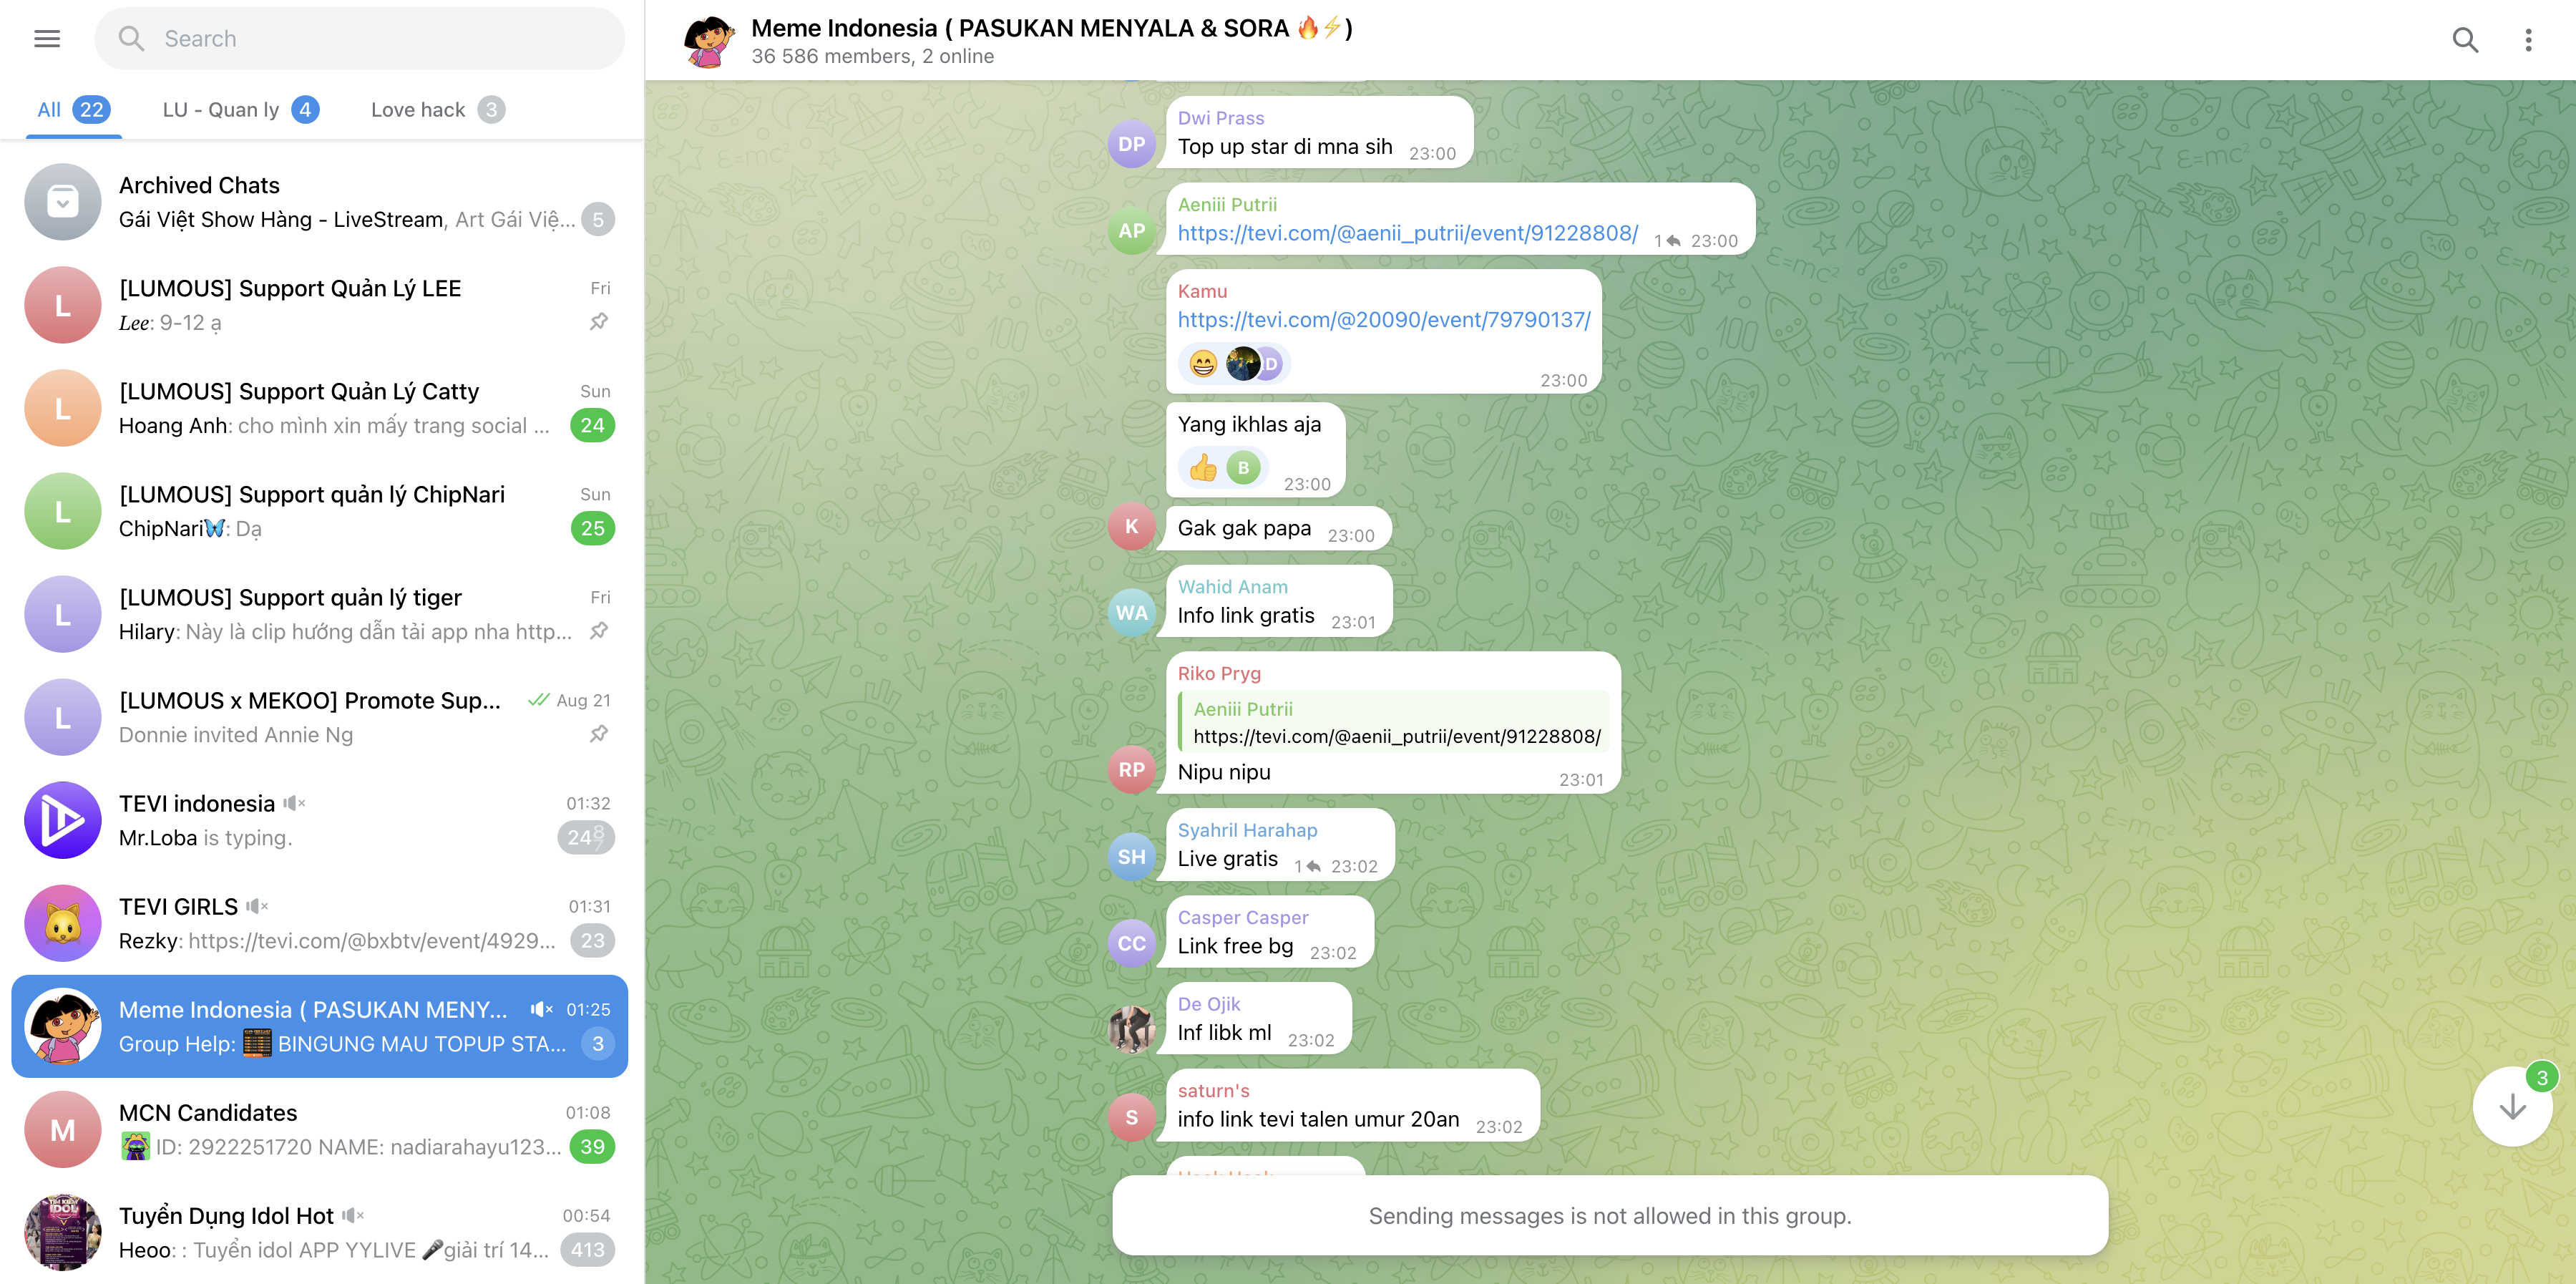 Search
All 22
LU - Quan ly 4
Love hack 3
Archived Chats
Gái Việt Show Hàng - LiveStream, Art Gái Việ... 5
[LUMOUS] Support Quản Lý LEE Fri
Lee: 9-12 ạ
[LUMOUS] Support Quản Lý Catty Sun
Hoang Anh: cho mình xin mấy trang social ... 24
[LUMOUS] Support quản lý ChipNari Sun
ChipNari🦋: Dạ 25
[LUMOUS] Support quản lý tiger Fri
Hilary: Này là clip hướng dẫn tải app nha http...
[LUMOUS x MEKOO] Promote Sup... Aug 21
Donnie invited Annie Ng
TEVI indonesia 01:32
Mr.Loba is typing.
TEVI GIRLS 01:31
Rezky: https://tevi.com/@bxbtv/event/4929... 23
Meme Indonesia ( PASUKAN MENY... 01:25
Group Help: BINGUNG MAU TOPUP STA... 3
M
MCN Candidates 01:08
ID: 2922251720 NAME: nadiarahayu123... 39
Tuyển Dụng Idol Hot 00:54
Heoo: : Tuyển idol APP YYLIVE 🎤giải trí 14... 413
L
L
L
L
L
Meme Indonesia ( PASUKAN MENYALA & SORA 🔥⚡)
36 586 members, 2 online
DP
Dwi Prass
Top up star di mna sih 23:00
AP
Aeniii Putrii
https://tevi.com/@aenii_putrii/event/91228808/ 1 23:00
Kamu
https://tevi.com/@20090/event/79790137/
😁 D
23:00
Yang ikhlas aja
👍 B
23:00
K
Gak gak papa 23:00
WA
Wahid Anam
Info link gratis 23:01
Riko Pryg
Aeniii Putrii
https://tevi.com/@aenii_putrii/event/91228808/
RP
Nipu nipu 23:01
SH
Syahril Harahap
Live gratis 1 23:02
CC
Casper Casper
Link free bg 23:02
De Ojik
Inf libk ml 23:02
S
saturn's
info link tevi talen umur 20an 23:02
3
Sending messages is not allowed in this group.